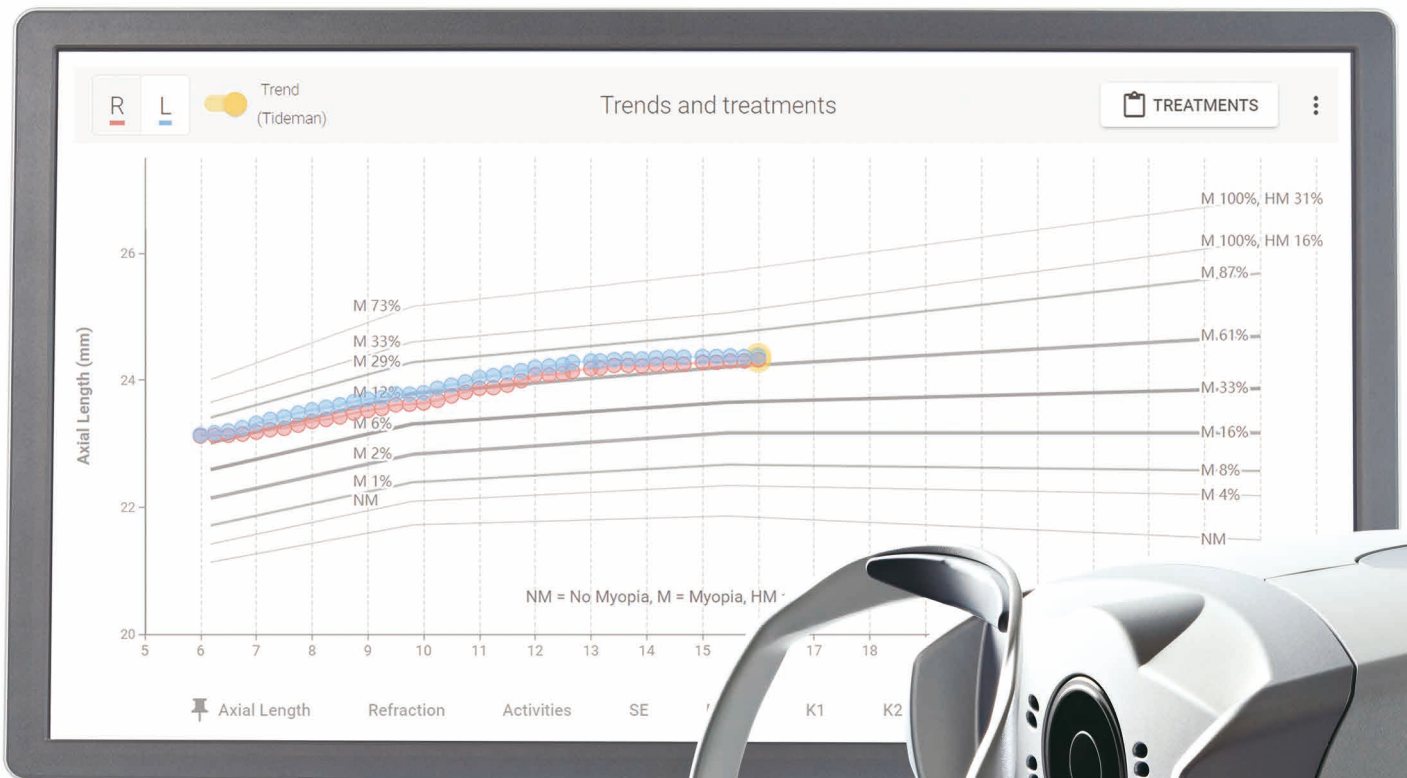 R
L
Trend
(Tideman)
Trends and treatments
TREATMENTS
Axial Length (mm)
26
24
22
20
M 73%
M 33%
M 29%
M 12%
M 6%
M 2%
M 1%
NM
M 100%, HM 31%
M 100%, HM 16%
M 87%
M 61%
M 33%
M 16%
M 8%
M 4%
NM
NM = No Myopia, M = Myopia, HM
5 6 7 8 9 10 11 12 13 14 15 17 18
Axial Length Refraction Activities SE K1 K2